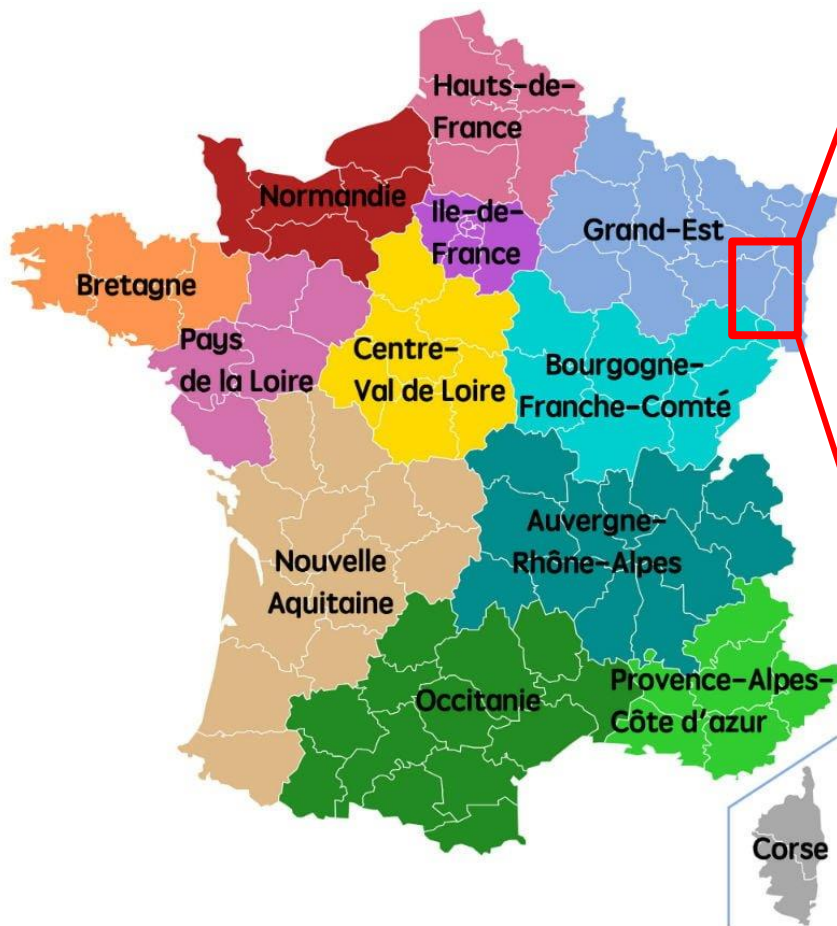 Hauts-de-
France
Normandie
Ile-de-
France
Grand-Est
Bretagne
Pays
de la Loire
Centre-
Val de Loire
Bourgogne-
Franche-Comté
Auvergne-
Rhône-Alpes
Nouvelle
Aquitaine
Occitanie
Provence-Alpes-
Côte d'azur
Corse